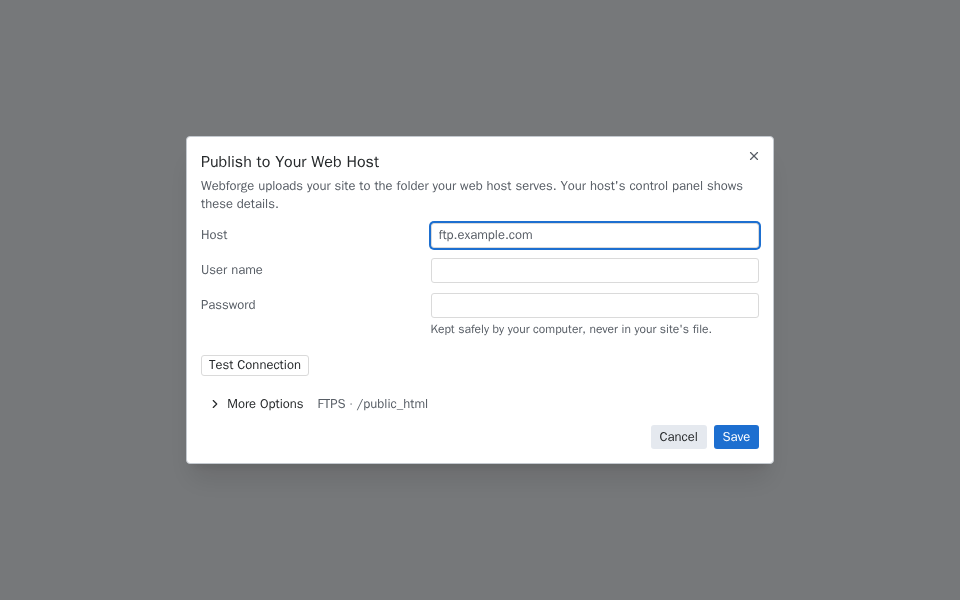 Publish to Your Web Host
Webforge uploads your site to the folder your web host serves. Your host's control panel shows
these details.
Host
ftp.example.com
User name
Password
Kept safely by your computer, never in your site's file.
Test Connection
More Options FTPS · /public_html
Cancel Save